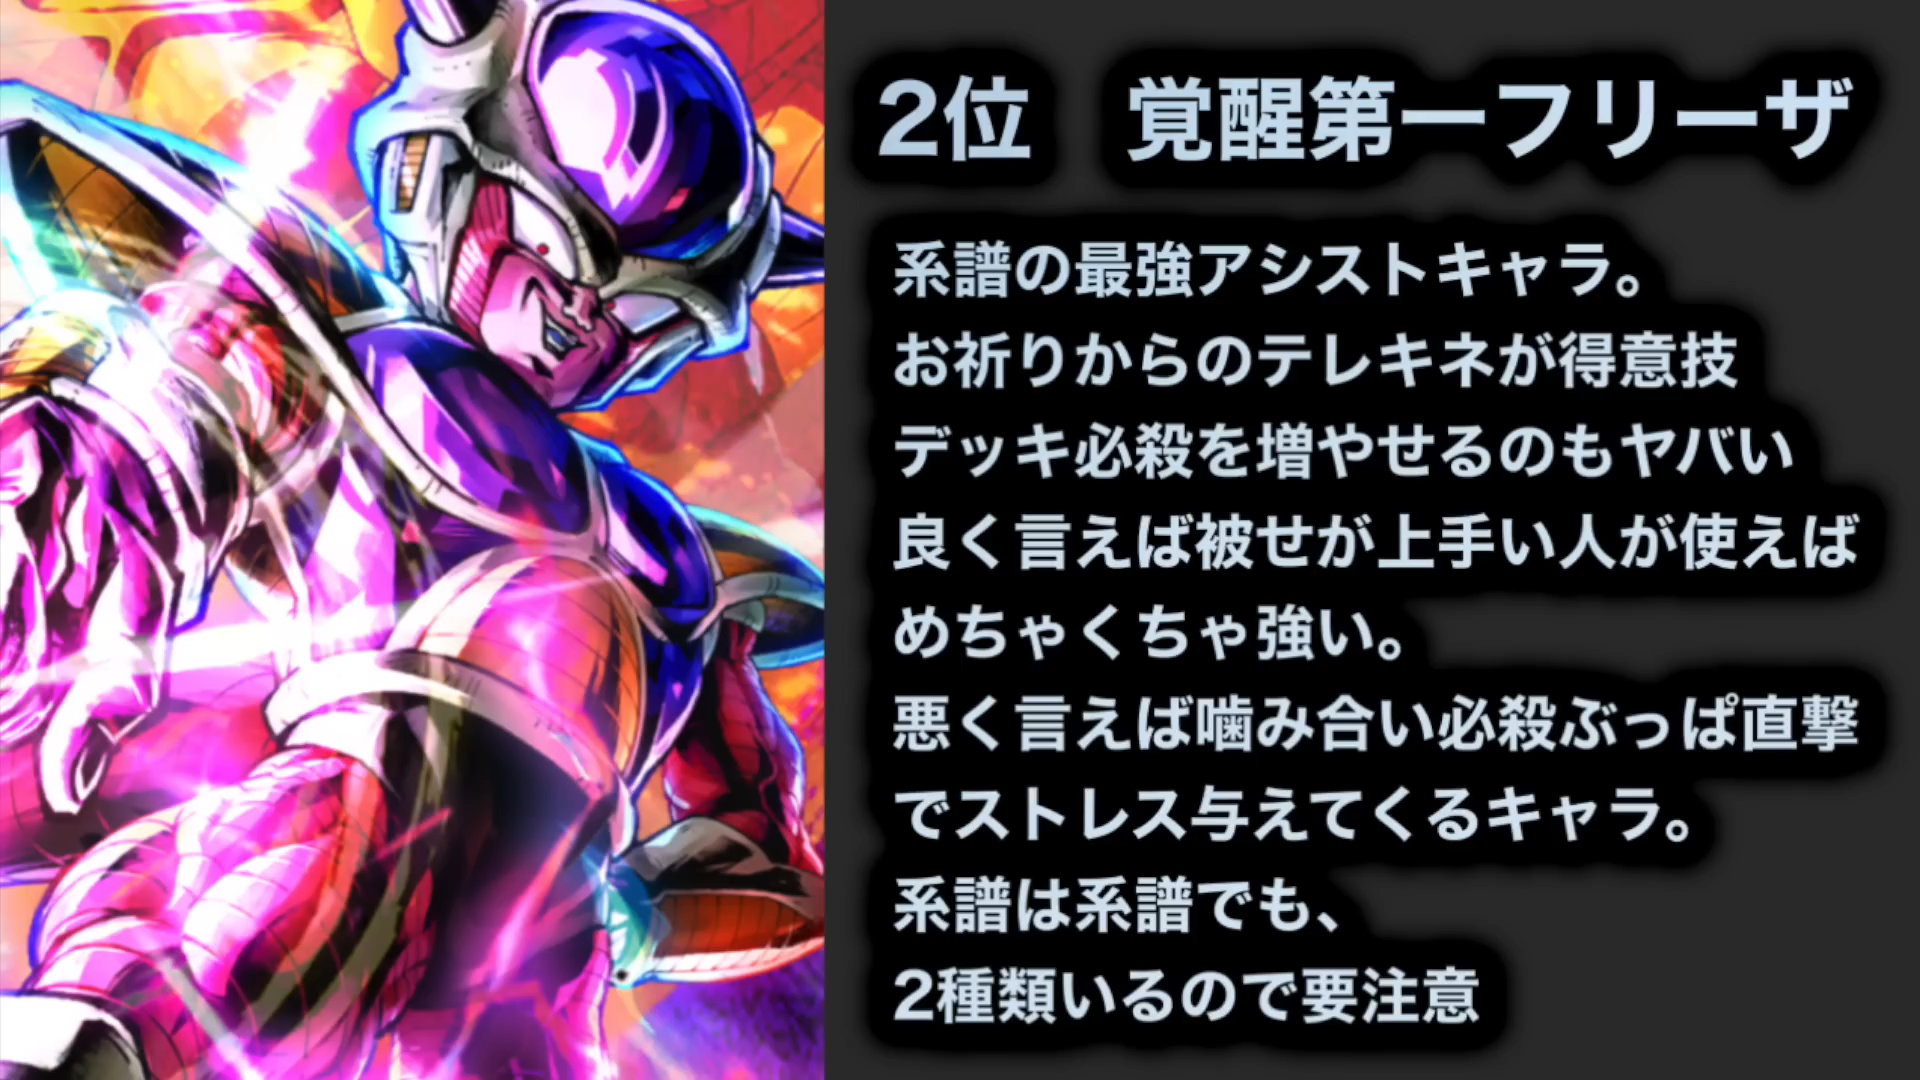 2位　覚醒第一フリーザ
系譜の最強アシストキャラ。
お祈りからのテレキネが得意技
デッキ必殺を増やせるのもヤバい
良く言えば被せが上手い人が使えば
めちゃくちゃ強い。
悪く言えば噛み合い必殺ぶっぱ直撃
でストレス与えてくるキャラ。
系譜は系譜でも、
2種類いるので要注意